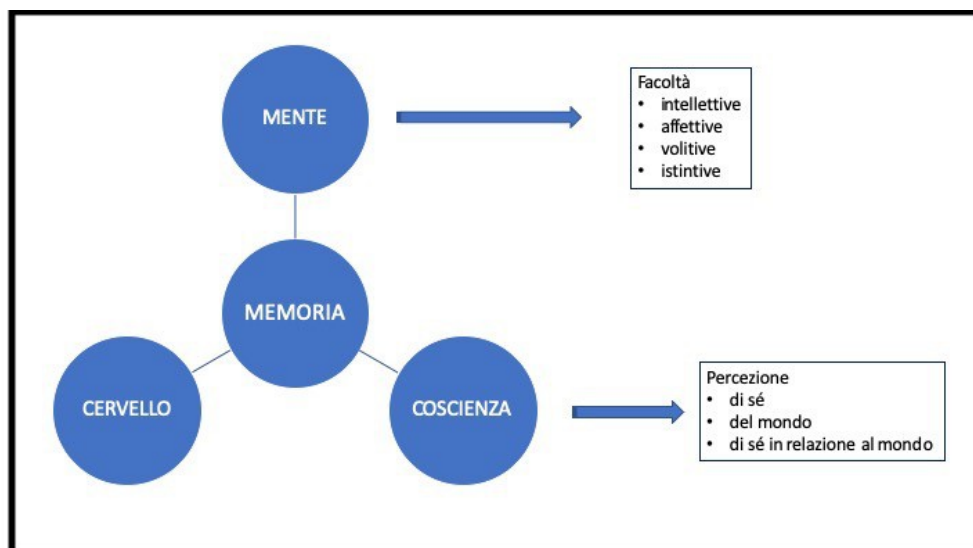 MENTE
Facoltà
• intellettive
• affettive
• volitive
• istintive
MEMORIA
CERVELLO
COSCIENZA
Percezione
• di sé
• del mondo
• di sé in relazione al mondo